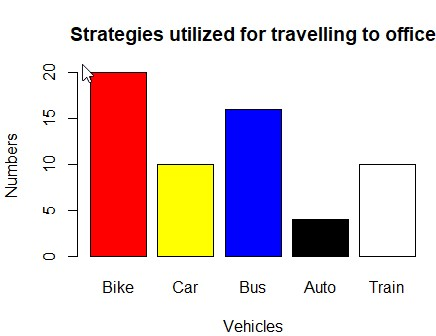 Strategies utilized for travelling to office
20
15
10
5
0
Numbers
Bike Car Bus Auto Train
Vehicles